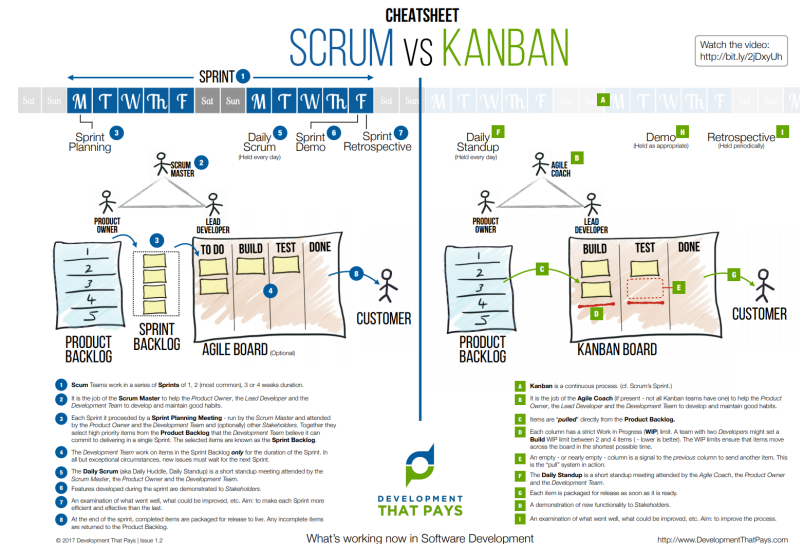 CHEATSHEET
SCRUM VS KANBAN
Watch the video:
http://bit.ly/2jDxyUh
SPRINT 1
Sat Sun M T W Th F Sat Sun M T W Th F Sat Sun M T W Th F Sat Sun A M T W Th F Sat Sun
Sprint
Planning
3
Daily
Scrum
5
(Held every day)
Sprint
Demo
6
Sprint
Retrospective
7
SCRUM
MASTER
2
PRODUCT
OWNER
LEAD
DEVELOPER
3
1
2
3
4
5
TO DO BUILD TEST DONE
4
8
PRODUCT
BACKLOG
SPRINT
BACKLOG
AGILE BOARD (Optional)
CUSTOMER
Daily
Standup
F
(Held every day)
Demo
H
(Held as appropriate)
Retrospective
I
(Held periodically)
AGILE
COACH
B
PRODUCT
OWNER
LEAD
DEVELOPER
1
2
3
4
5
C
BUILD TEST DONE
E
D
G
PRODUCT
BACKLOG
KANBAN BOARD
CUSTOMER
1 Scum Teams work in a series of Sprints of 1, 2 (most common), 3 or 4 weeks duration.
2 It is the job of the Scrum Master to help the Product Owner, the Lead Developer and the
Development Team to develop and maintain good habits.
3 Each Sprint it proceeded by a Sprint Planning Meeting - run by the Scrum Master and attended
by the Product Owner and the Development Team and (optionally) other Stakeholders. Together they
select high priority items from the Product Backlog that the Development Team believe it can
commit to delivering in a single Sprint. The selected items are known as the Sprint Backlog.
4 The Development Team work on items in the Sprint Backlog only for the duration of the Sprint. In
all but exceptional circumstances, new issues must wait for the next Sprint.
5 The Daily Scrum (aka Daily Huddle, Daily Standup) is a short standup meeting attended by the
Scrum Master, the Product Owner and the Development Team.
6 Features developed during the sprint are demonstrated to Stakeholders.
7 An examination of what went well, what could be improved, etc. Aim: to make each Sprint more
efficient and effective than the last.
8 At the end of the sprint, completed items are packaged for release to live. Any incomplete items
are returned to the Product Backlog.
DEVELOPMENT
THAT PAYS
A Kanban is a continuous process. (cf. Scrum's Sprint.)
B It is the job of the Agile Coach (if present - not all Kanban teams have one) to help the Product
Owner, the Lead Developer and the Development Team to develop and maintain good habits.
C Items are "pulled" directly from the Product Backlog.
D Each column has a strict Work in Progress (WIP) limit. A team with two Developers might set a
Build WIP limit between 2 and 4 items ( - lower is better). The WIP limits ensure that items move
across the board in the shortest possible time.
E An empty - or nearly empty - column is a signal to the previous column to send another item. This
is the "pull" system in action.
F The Daily Standup is a short standup meeting attended by the Agile Coach, the Product Owner
and the Development Team.
G Each item is packaged for release as soon as it is ready.
H A demonstration of new functionality to Stakeholders.
I An examination of what went well, what could be improved, etc. Aim: to improve the process.
© 2017 Development That Pays | Issue 1.2
What's working now in Software Development
http://www.DevelopmentThatPays.com